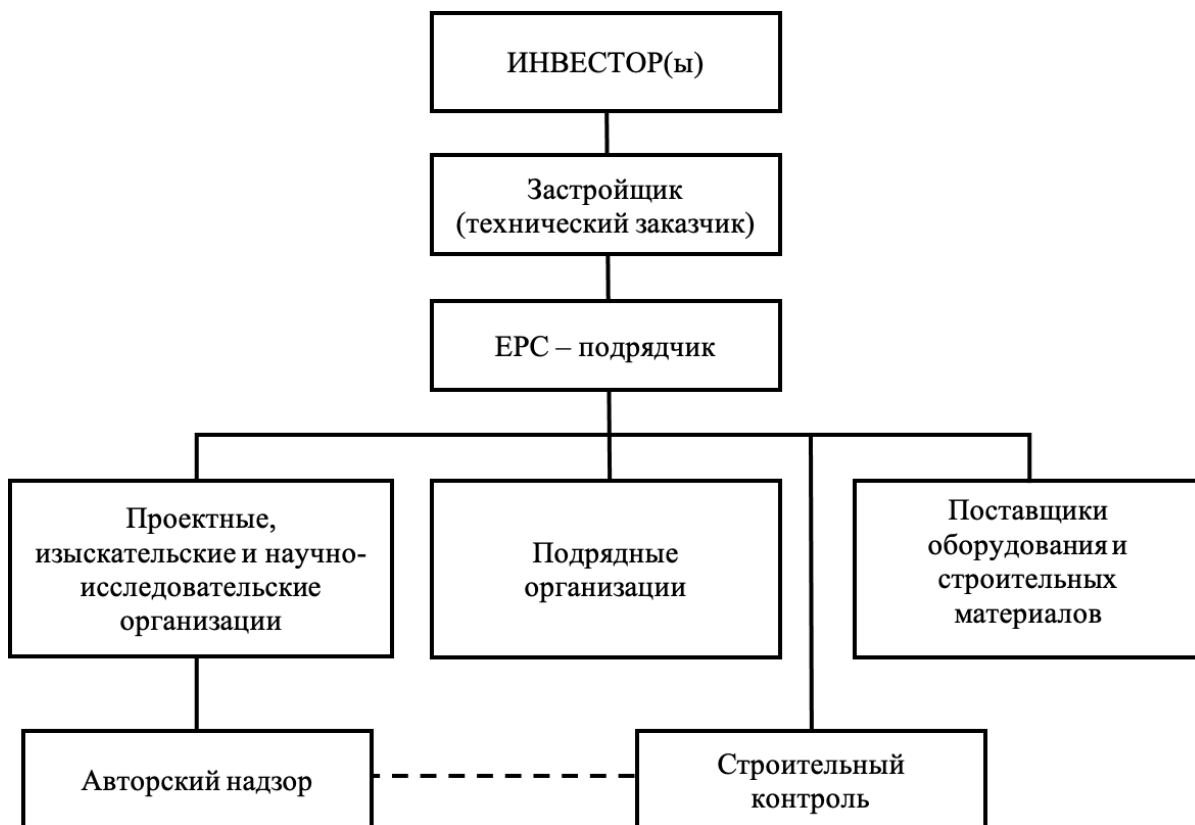 ИНВЕСТОР(ы)
Застройщик
(технический заказчик)
ЕРС – подрядчик
Проектные,
изыскательские и научно-
исследовательские
организации
Подрядные
организации
Поставщики
оборудования и
строительных
материалов
Авторский надзор
Строительный
контроль